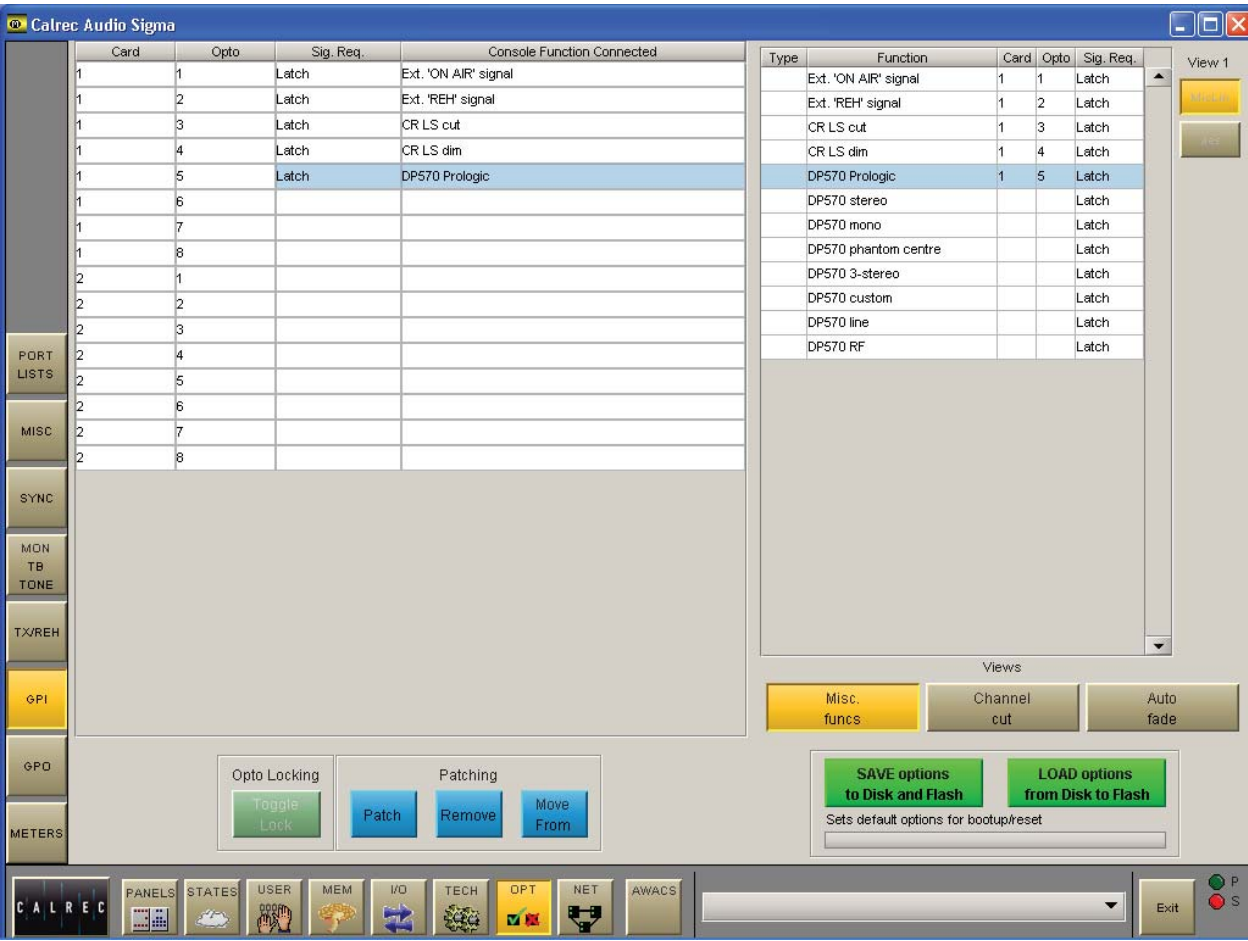 Calrec Audio Sigma
Card Opto Sig. Req. Console Function Connected
1 1 Latch Ext. 'ON AIR' signal
1 2 Latch Ext. 'REH' signal
1 3 Latch CR LS cut
1 4 Latch CR LS dim
1 5 Latch DP570 Prologic
1 6
1 7
1 8
2 1
2 2
2 3
2 4
2 5
2 6
2 7
2 8
Type Function Card Opto Sig. Req.
Ext. 'ON AIR' signal 1 1 Latch
Ext. 'REH' signal 1 2 Latch
CR LS cut 1 3 Latch
CR LS dim 1 4 Latch
DP570 Prologic 1 5 Latch
DP570 stereo Latch
DP570 mono Latch
DP570 phantom centre Latch
DP570 3-stereo Latch
DP570 custom Latch
DP570 line Latch
DP570 RF Latch
View 1
PORT
LISTS
MISC
SYNC
MON
TB
TONE
TX/REH
GPI
GPO
METERS
Views
Misc.
funcs
Channel
cut
Auto
fade
Opto Locking
Toggle
Lock
Patching
Patch
Remove
Move
From
SAVE options
to Disk and Flash
LOAD options
from Disk to Flash
Sets default options for bootup/reset
CALREC
PANELS
STATES
USER
MEM
I/O
TECH
OPT
NET
AWACS
Exit
P
S